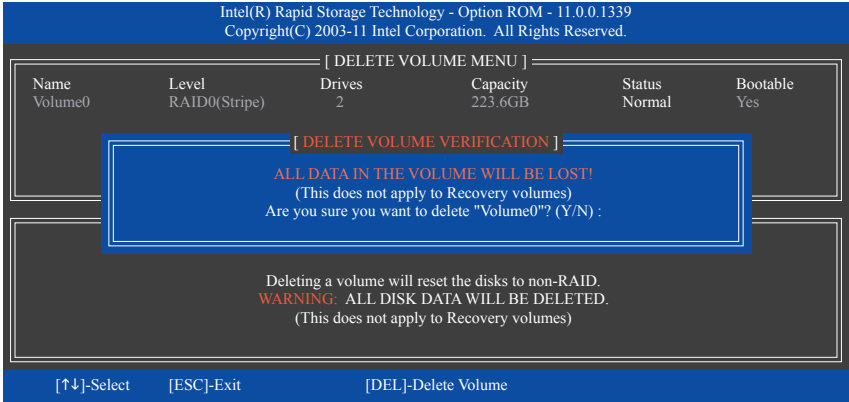 Intel(R) Rapid Storage Technology - Option ROM - 11.0.0.1339
Copyright(C) 2003-11 Intel Corporation.  All Rights Reserved.
[ DELETE VOLUME MENU ]
Name Level Drives Capacity Status Bootable
Volume0 RAID0(Stripe) 2 223.6GB Normal Yes
[ DELETE VOLUME VERIFICATION ]
ALL DATA IN THE VOLUME WILL BE LOST!
(This does not apply to Recovery volumes)
Are you sure you want to delete "Volume0"? (Y/N) :
Deleting a volume will reset the disks to non-RAID.
WARNING:  ALL DISK DATA WILL BE DELETED.
(This does not apply to Recovery volumes)
[↑↓]-Select [ESC]-Exit [DEL]-Delete Volume